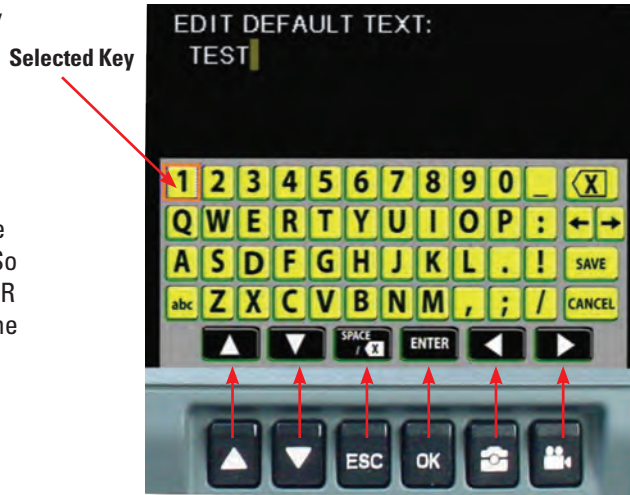 EDIT DEFAULT TEXT:
Selected Key
TEST
1 2 3 4 5 6 7 8 9 0 _ X
Q W E R T Y U I O P : ← →
A S D F G H J K L . ! SAVE
So
R
abc Z X C V B N M , ; / CANCEL
SPACE / X ENTER
ESC OK